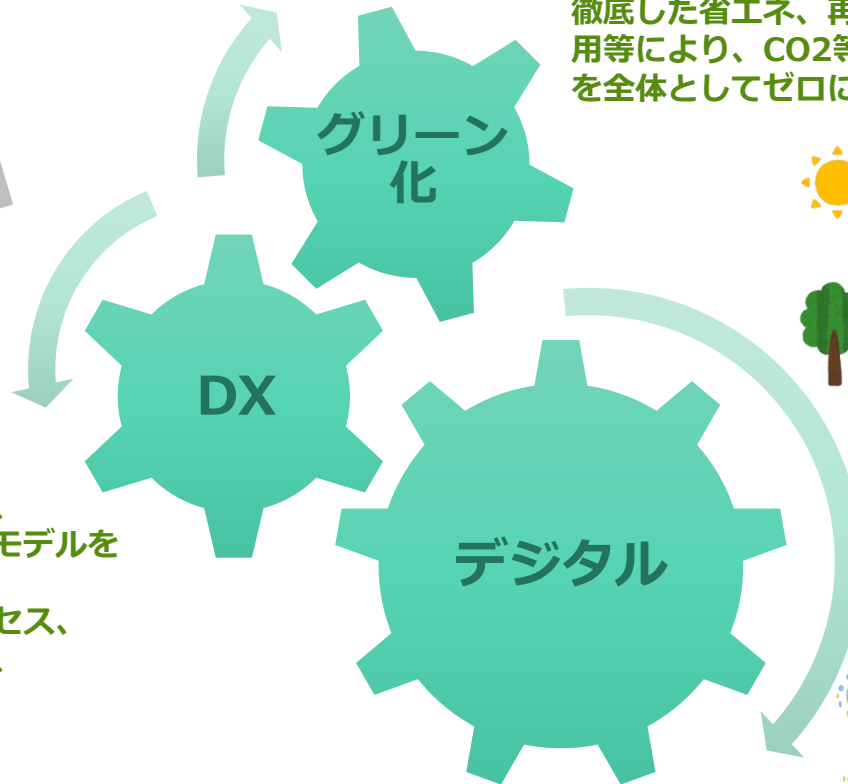 徹底した省エネ、再
用等により、CO2等
を全体としてゼロに
グリーン
化
DX
デジタル
、
モデルを
セス、
、